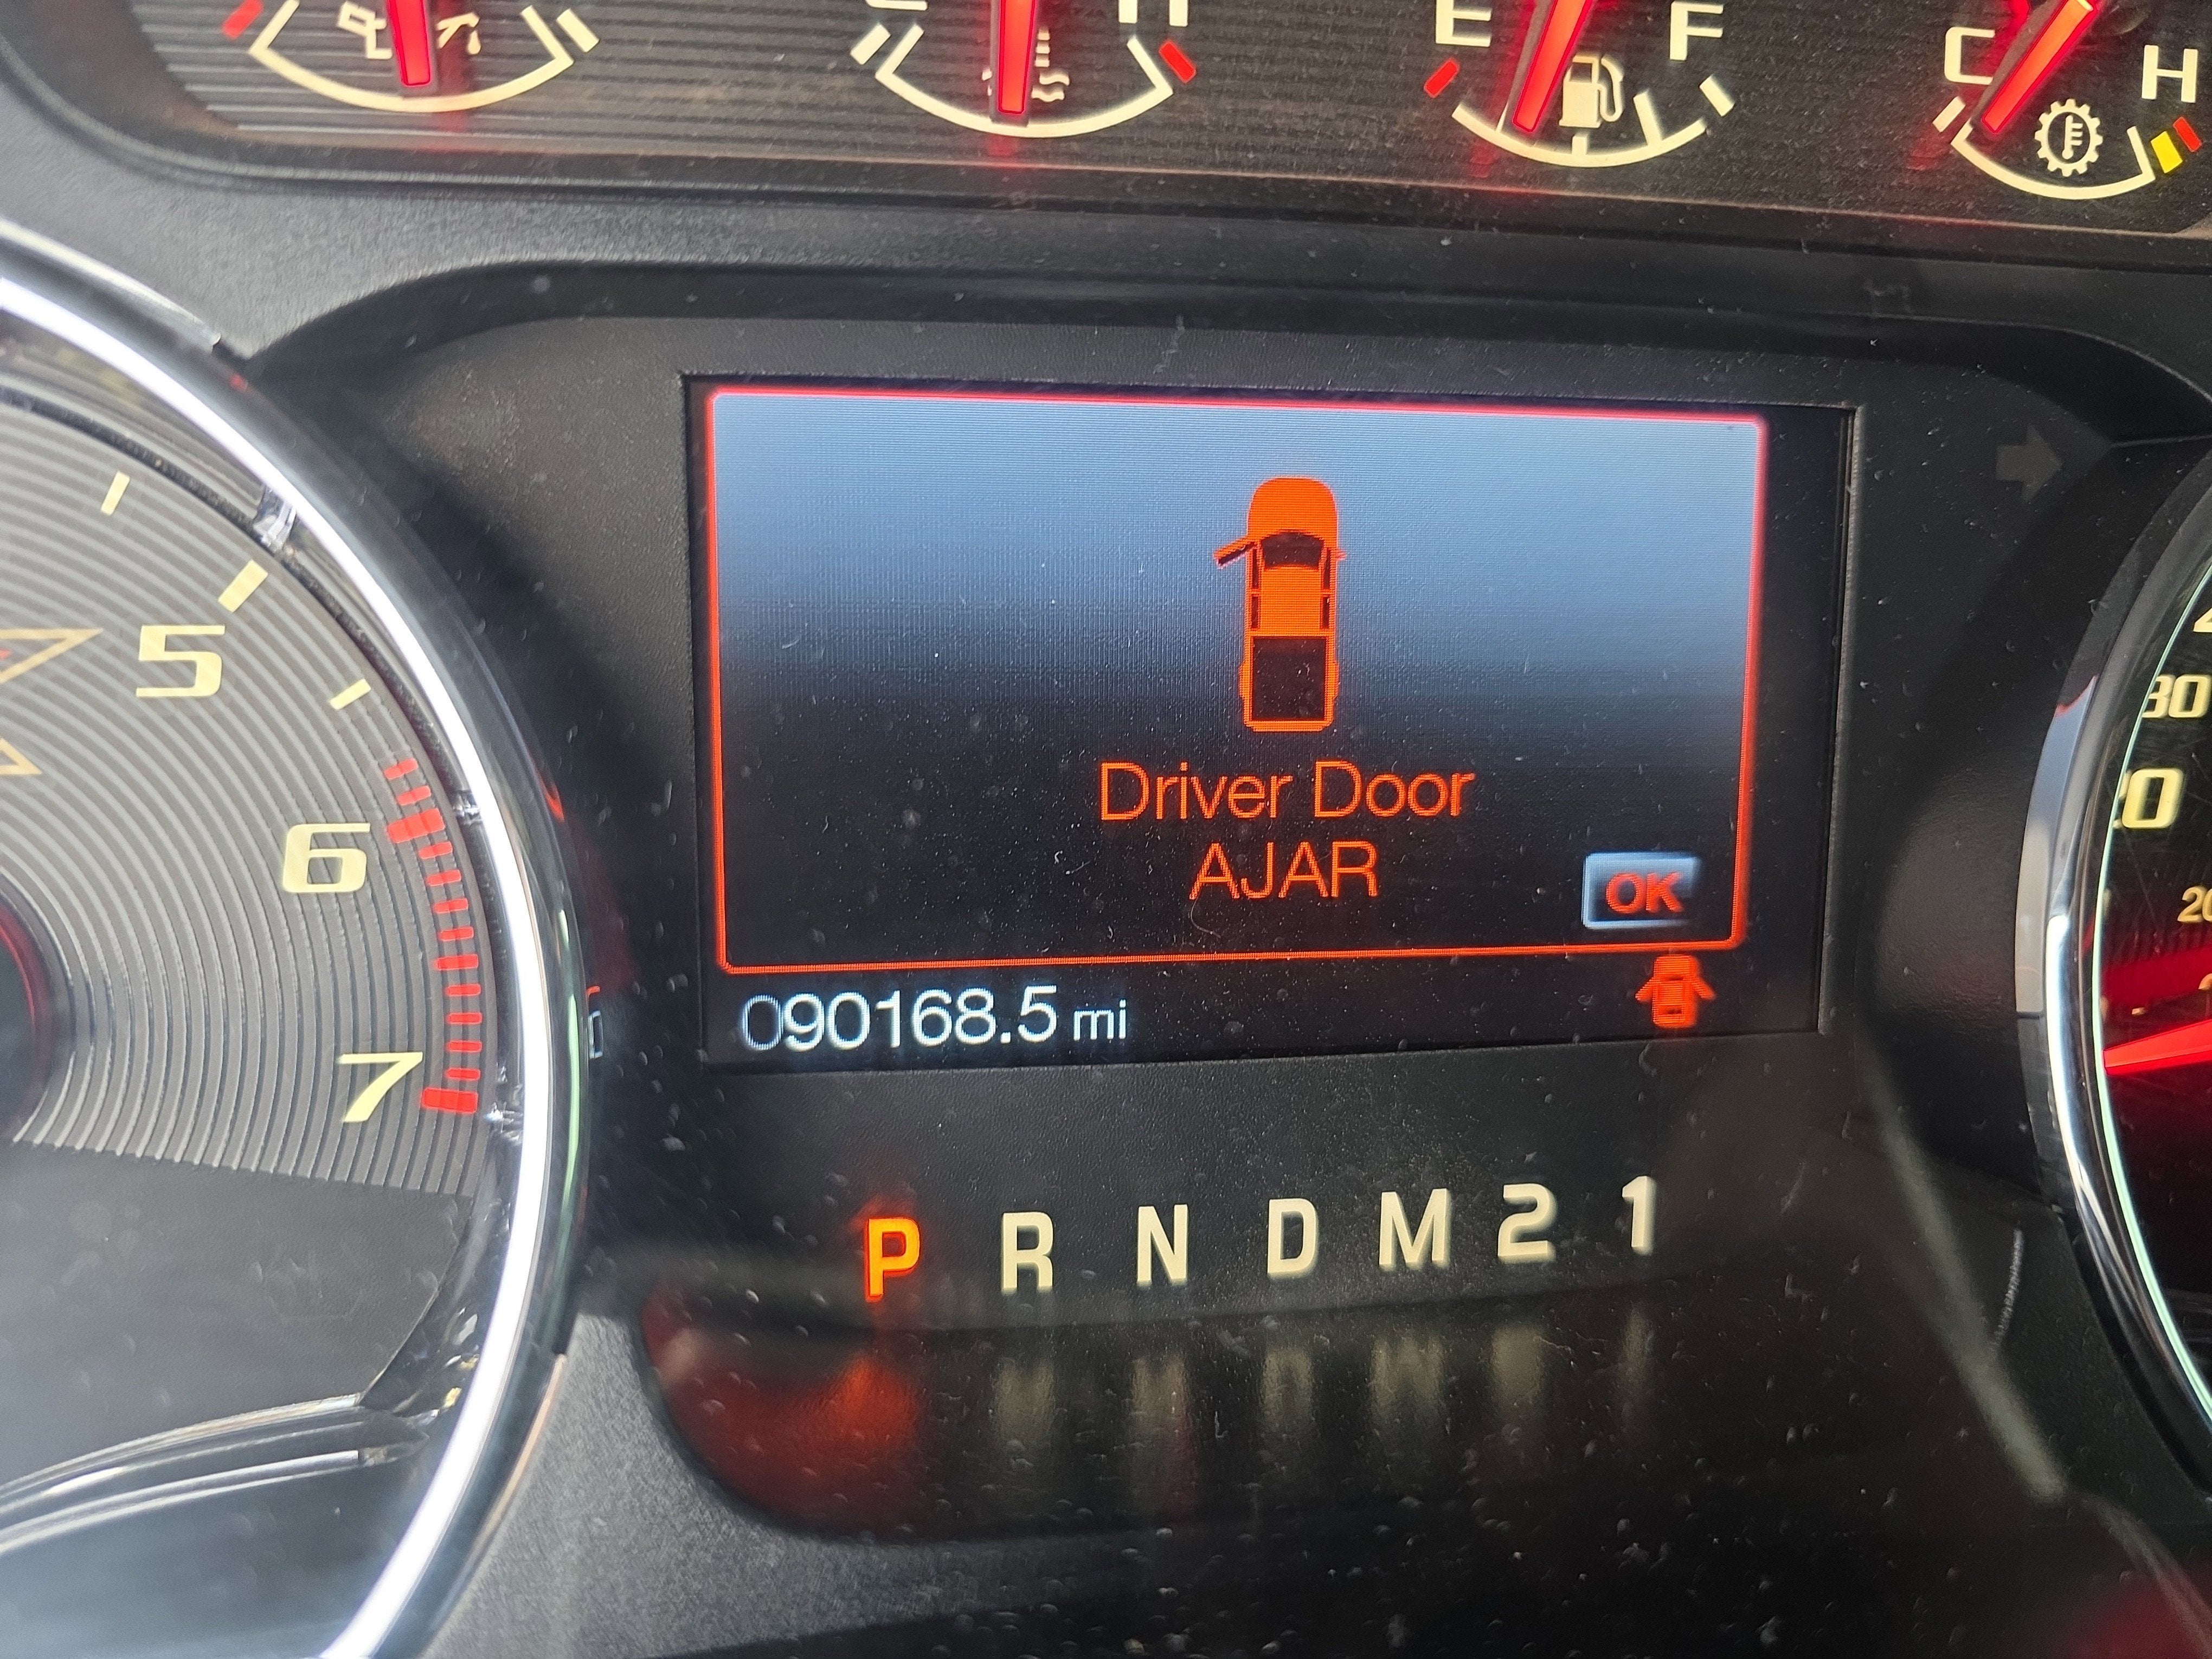 E F
C H
5
6
7
Driver Door
AJAR
OK
090168.5 mi
P R N D M 2 1